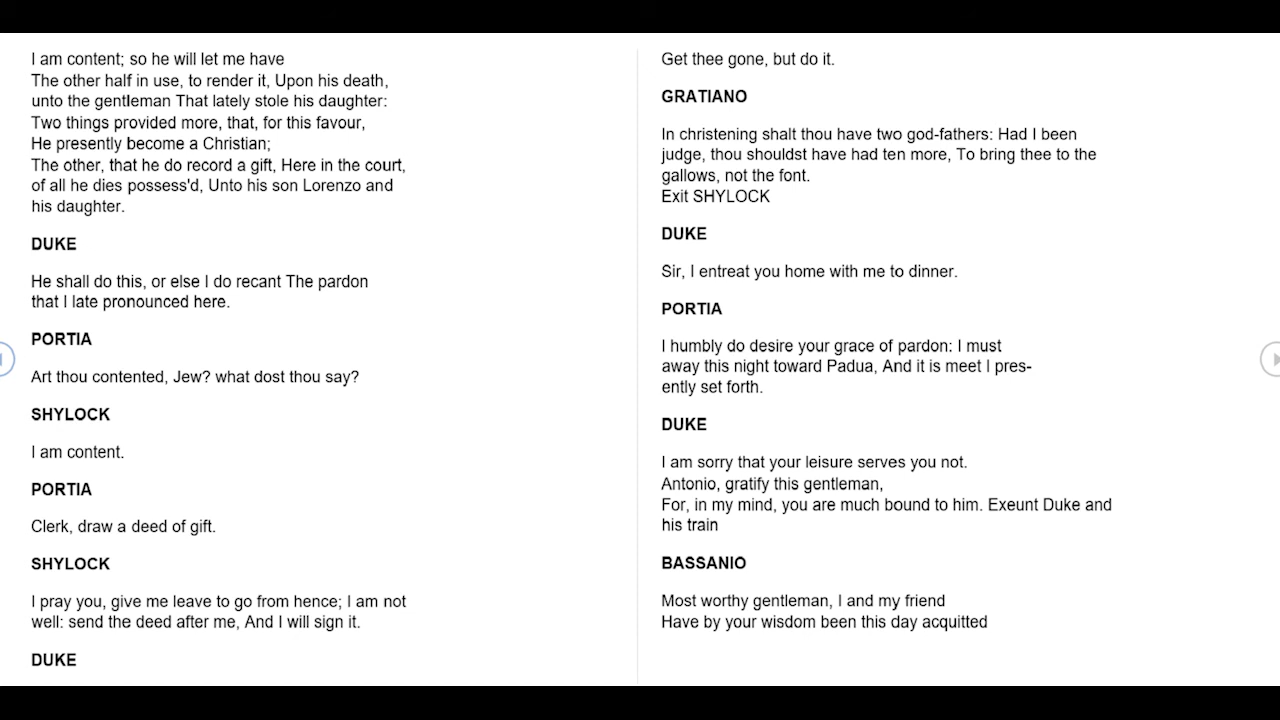 I am content; so he will let me have
The other half in use, to render it, Upon his death,
unto the gentleman That lately stole his daughter:
Two things provided more, that, for this favour,
He presently become a Christian;
The other, that he do record a gift, Here in the court,
of all he dies possess'd, Unto his son Lorenzo and
his daughter.
DUKE
He shall do this, or else I do recant The pardon
that I late pronounced here.
PORTIA
Art thou contented, Jew? what dost thou say?
SHYLOCK
I am content.
PORTIA
Clerk, draw a deed of gift.
SHYLOCK
I pray you, give me leave to go from hence; I am not
well: send the deed after me, And I will sign it.
DUKE
Get thee gone, but do it.
GRATIANO
In christening shalt thou have two god-fathers: Had I been
judge, thou shouldst have had ten more, To bring thee to the
gallows, not the font.
Exit SHYLOCK
DUKE
Sir, I entreat you home with me to dinner.
PORTIA
I humbly do desire your grace of pardon: I must
away this night toward Padua, And it is meet I pres-
ently set forth.
DUKE
I am sorry that your leisure serves you not.
Antonio, gratify this gentleman,
For, in my mind, you are much bound to him. Exeunt Duke and
his train
BASSANIO
Most worthy gentleman, I and my friend
Have by your wisdom been this day acquitted